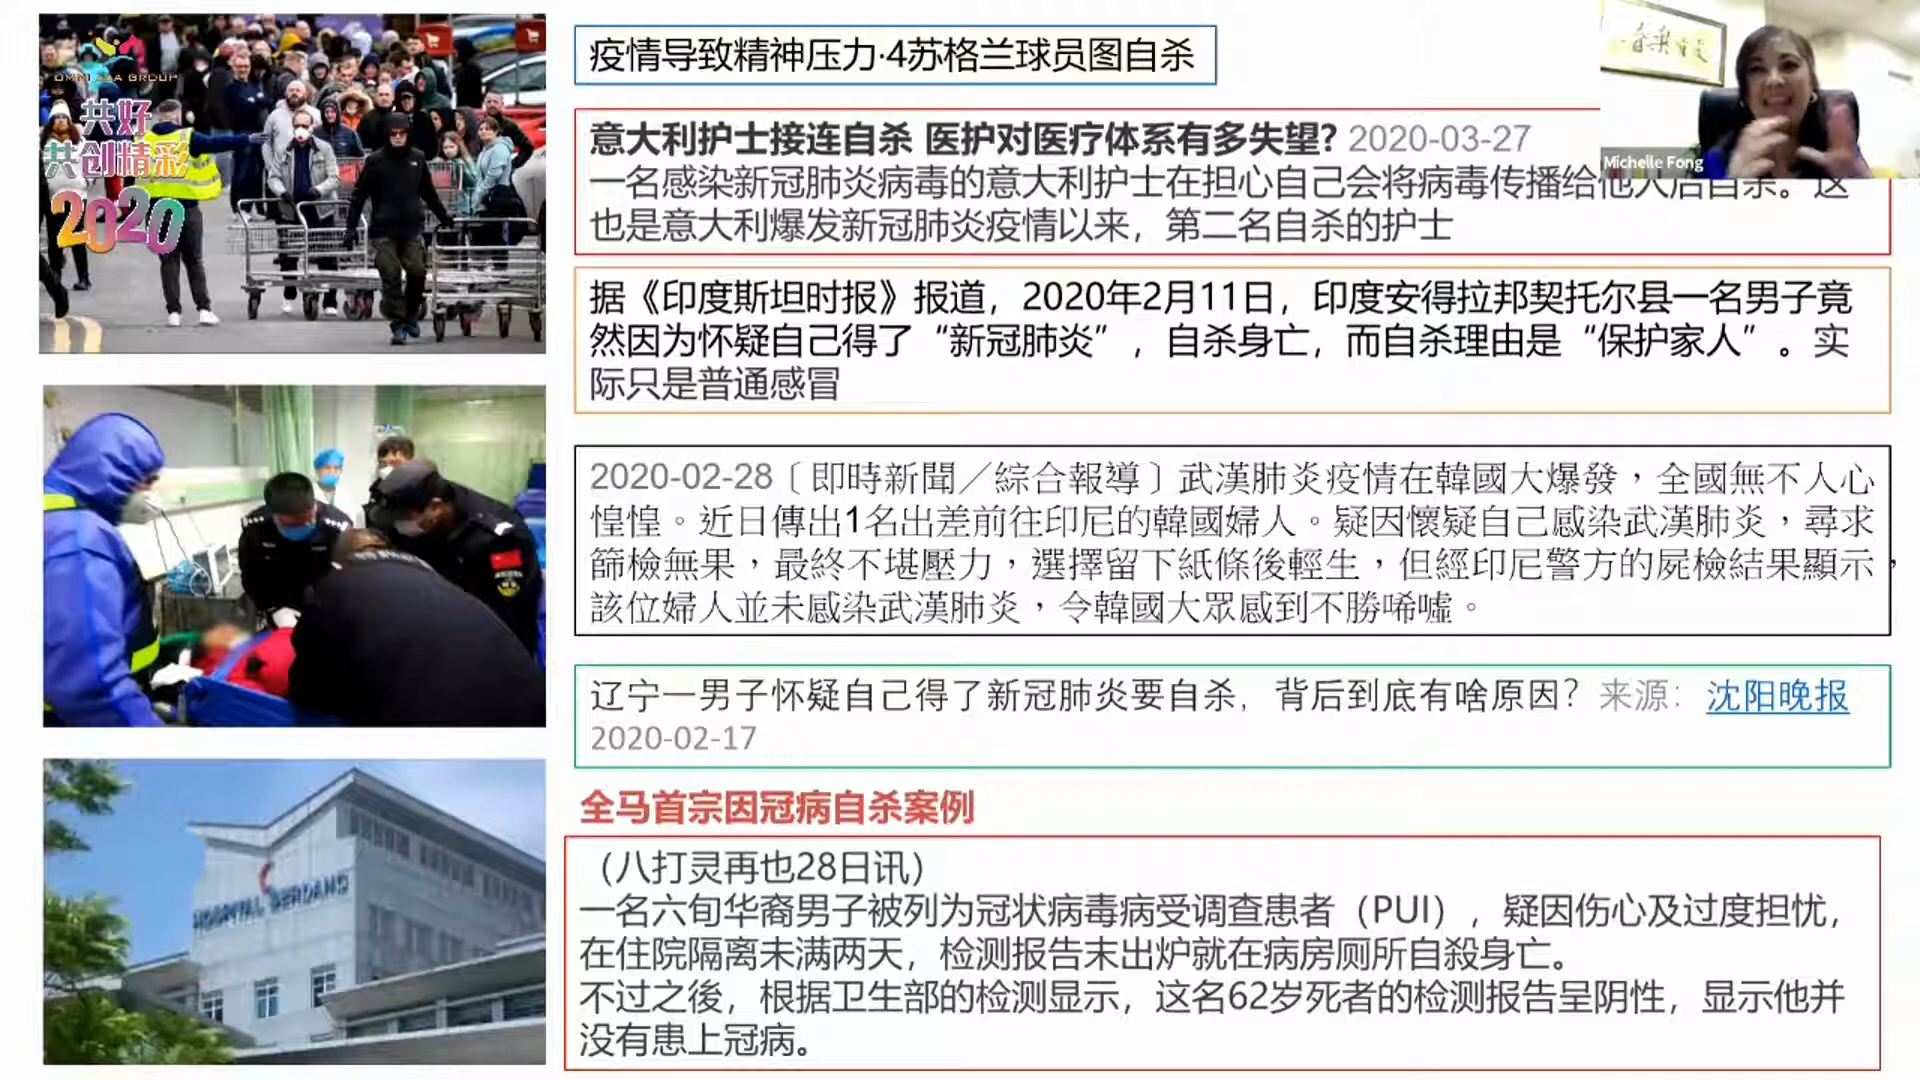 OMNI SEA GROUP
共好
共创精彩
2020
疫情导致精神压力·4苏格兰球员图自杀
意大利护士接连自杀 医护对医疗体系有多失望? 2020-03-27
一名感染新冠肺炎病毒的意大利护士在担心自己会将病毒传播给他人后自杀。这
也是意大利爆发新冠肺炎疫情以来，第二名自杀的护士
Michelle Fong
据《印度斯坦时报》报道，2020年2月11日，印度安得拉邦契托尔县一名男子竟
然因为怀疑自己得了“新冠肺炎”，自杀身亡，而自杀理由是“保护家人”。实
际只是普通感冒
2020-02-28〔即時新聞／綜合報導〕武漢肺炎疫情在韓國大爆發，全國無不人心
惶惶。近日傳出1名出差前往印尼的韓國婦人。疑因懷疑自己感染武漢肺炎，尋求
篩檢無果，最終不堪壓力，選擇留下紙條後輕生，但經印尼警方的屍檢結果顯示，
該位婦人並未感染武漢肺炎，令韓國大眾感到不勝唏噓。
辽宁一男子怀疑自己得了新冠肺炎要自杀，背后到底有啥原因？来源：沈阳晚报
2020-02-17
全马首宗因冠病自杀案例
（八打灵再也28日讯）
一名六旬华裔男子被列为冠状病毒病受调查患者（PUI），疑因伤心及过度担忧，
在住院隔离未满两天，检测报告未出炉就在病房厕所自殺身亡。
不过之後，根据卫生部的检测显示，这名62岁死者的检测报告呈阴性，显示他并
没有患上冠病。
HOSPITAL SERDANG